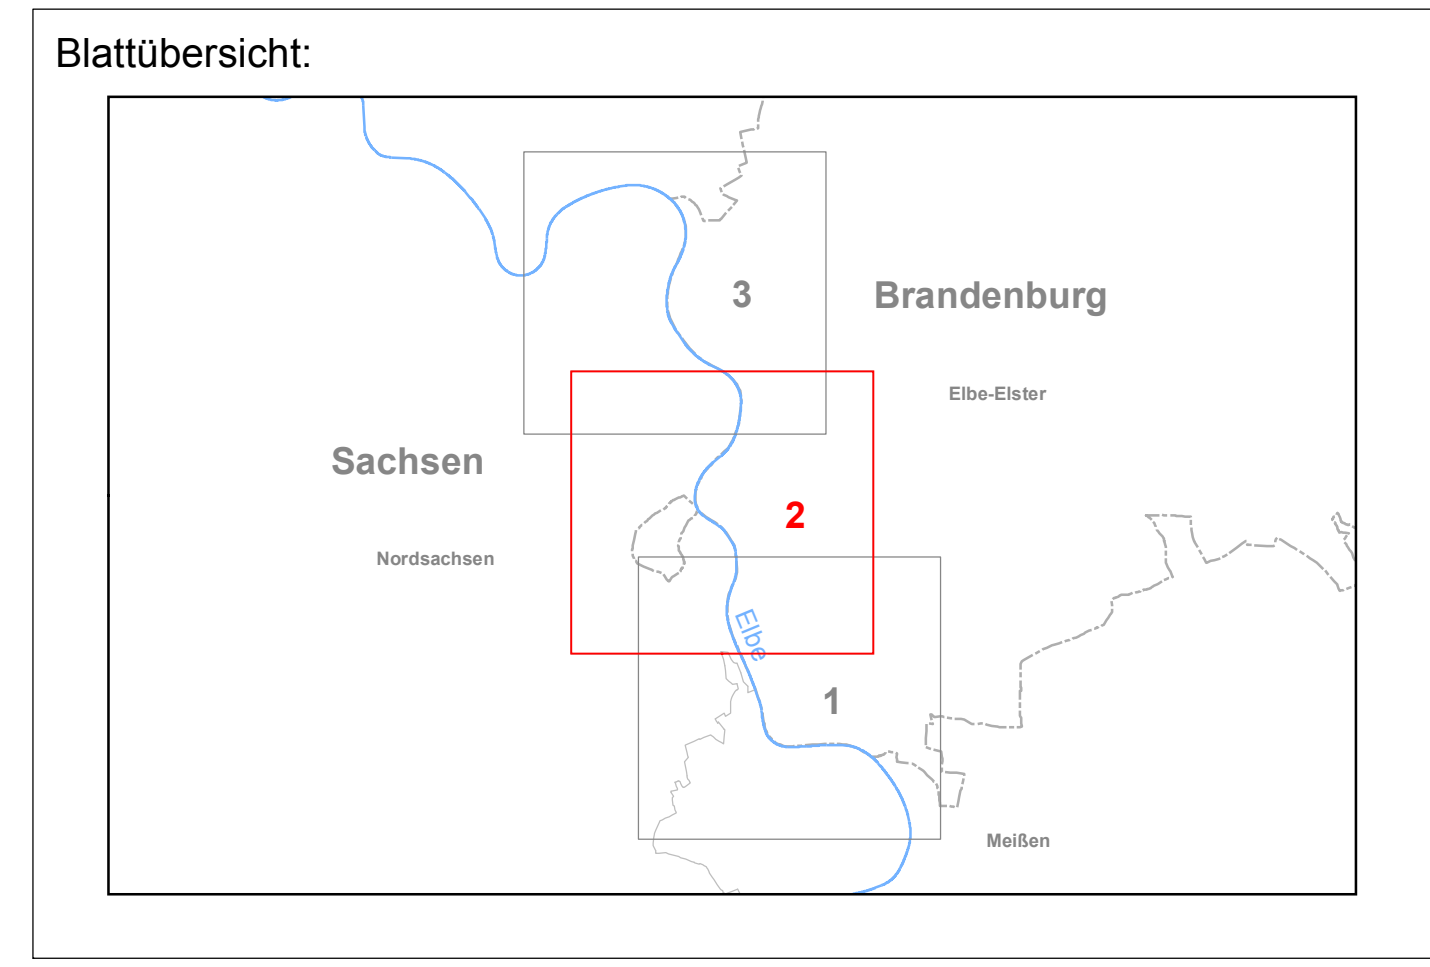 Blattübersicht:
3
Brandenburg
Elbe-Elster
Sachsen
2
Nordsachsen
Elbe
1
Meißen